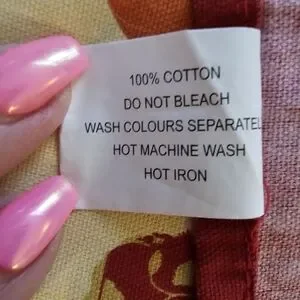 100% COTTON
DO NOT BLEACH
WASH COLOURS SEPARATEL
HOT MACHINE WASH
HOT IRON